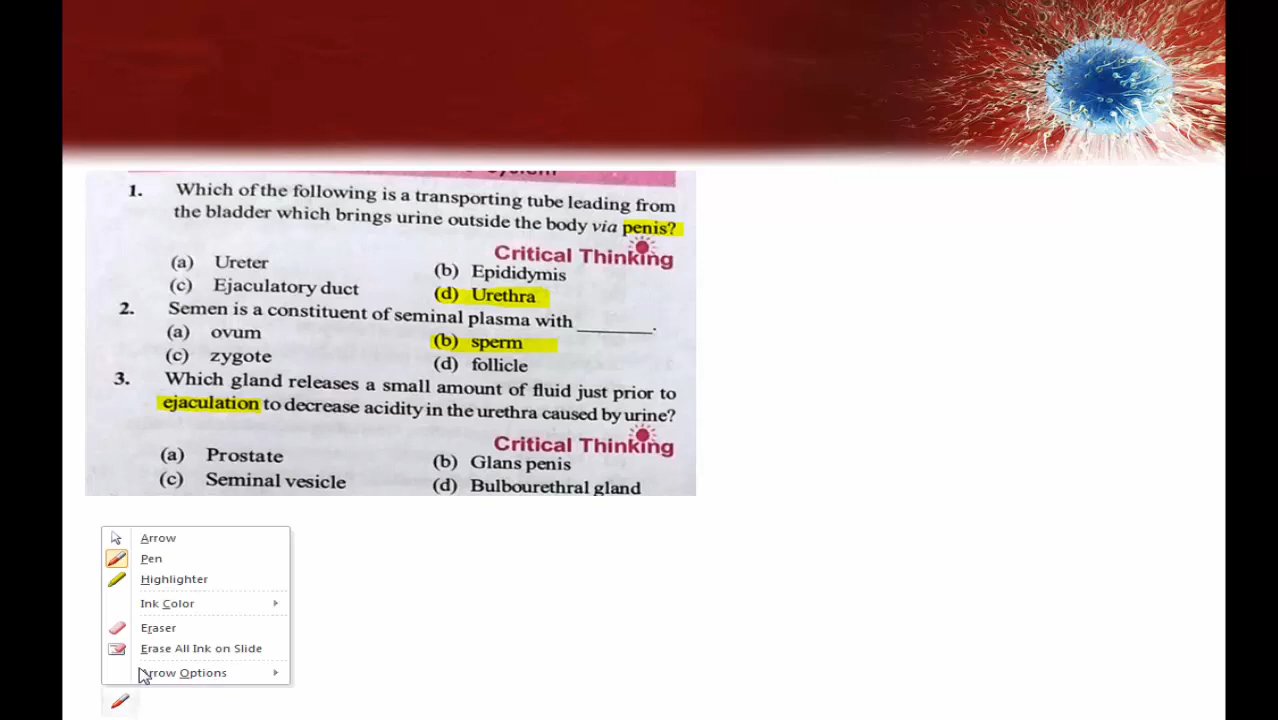 1. Which of the following is a transporting tube leading from
the bladder which brings urine outside the body via penis?
Critical Thinking
(a) Ureter (b) Epididymis
(c) Ejaculatory duct (d) Urethra
2. Semen is a constituent of seminal plasma with ________.
(a) ovum (b) sperm
(c) zygote (d) follicle
3. Which gland releases a small amount of fluid just prior to
ejaculation to decrease acidity in the urethra caused by urine?
Critical Thinking
(a) Prostate (b) Glans penis
(c) Seminal vesicle (d) Bulbourethral gland
Arrow
Pen
Highlighter
Ink Color
Eraser
Erase All Ink on Slide
Arrow Options